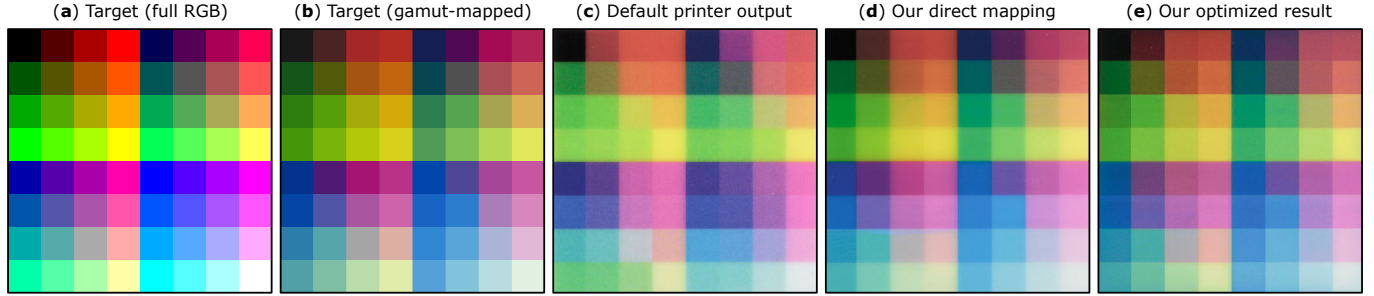 (a) Target (full RGB)
(b) Target (gamut-mapped)
(c) Default printer output
(d) Our direct mapping
(e) Our optimized result